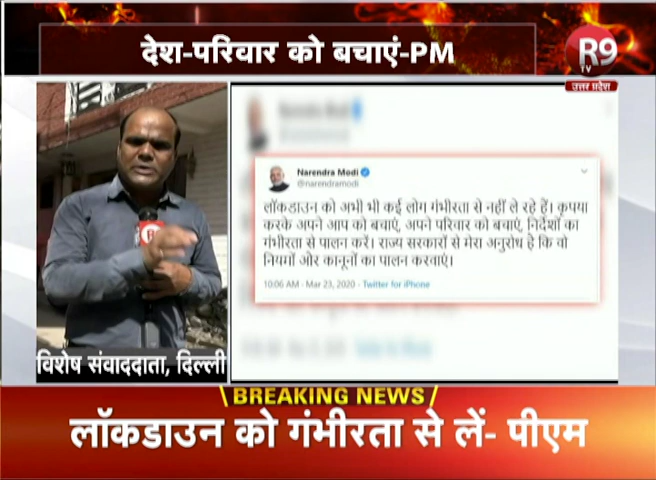 देश-परिवार को बचाएं-PM
R9
TV
उत्तर प्रदेश
Narendra Modi
@narendramodi
लॉकडाउन को अभी भी कई लोग गंभीरता से नहीं ले रहे हैं। कृपया
करके अपने आप को बचाएं, अपने परिवार को बचाएं, निर्देशों का
गंभीरता से पालन करें। राज्य सरकारों से मेरा अनुरोध है कि वो
नियमों और कानूनों का पालन करवाएं।
10:06 AM - Mar 23, 2020 - Twitter for iPhone
विशेष संवाददाता, दिल्ली
BREAKING NEWS
लॉकडाउन को गंभीरता से लें- पीएम